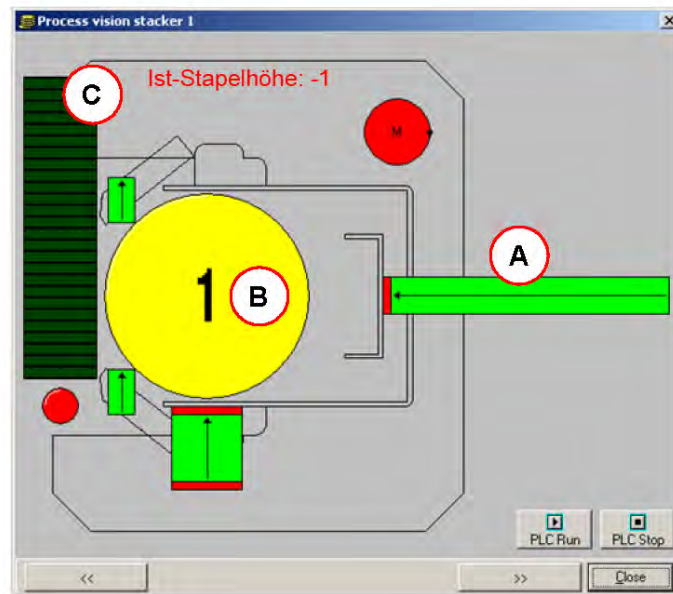 Process vision stacker 1
Ist-Stapelhöhe: -1
C
M
A
1
B
PLC Run
PLC Stop
<<
>>
Close